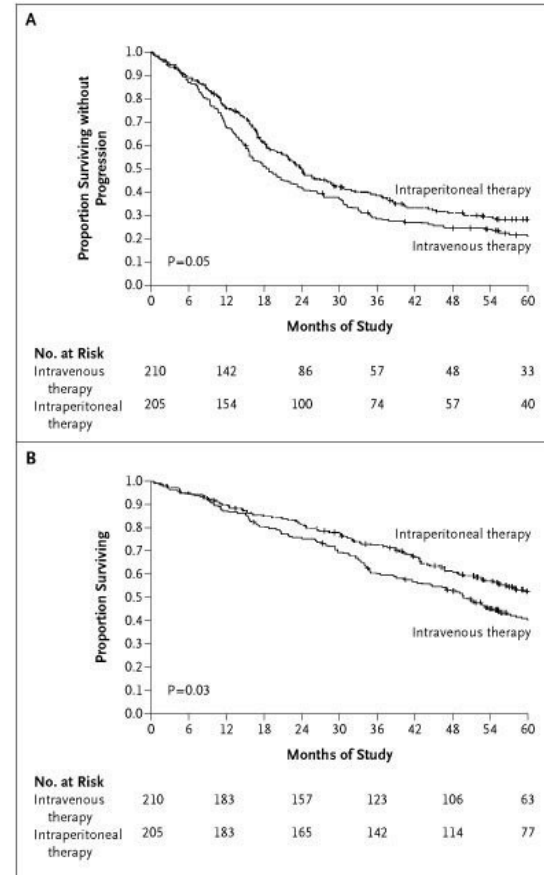 A
Proportion Surviving without
Progression
1.0
0.9
0.8
0.7
0.6
0.5
0.4
0.3
0.2
0.1
0.0
Intraperitoneal therapy
Intravenous therapy
P=0.05
0 6 12 18 24 30 36 42 48 54 60
Months of Study
No. at Risk
Intravenous therapy 210 142 86 57 48 33
Intraperitoneal therapy 205 154 100 74 57 40
B
Proportion Surviving
1.0
0.9
0.8
0.7
0.6
0.5
0.4
0.3
0.2
0.1
0.0
Intraperitoneal therapy
Intravenous therapy
P=0.03
0 6 12 18 24 30 36 42 48 54 60
Months of Study
No. at Risk
Intravenous therapy 210 183 157 123 106 63
Intraperitoneal therapy 205 183 165 142 114 77